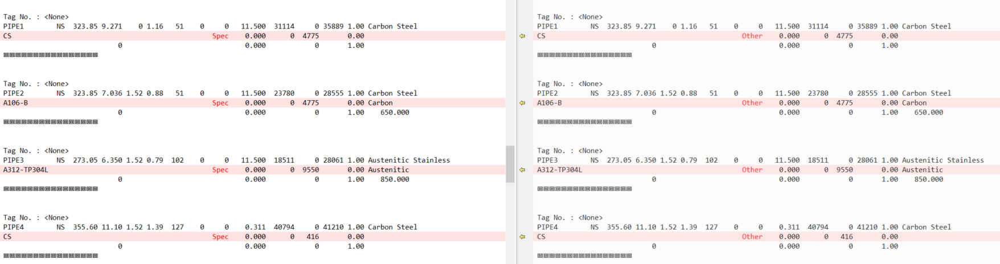 Tag No. : <None>
PIPE1 NS 323.85 9.271 0 1.16 51 0 0 11.500 31114 0 35889 1.00 Carbon Steel
CS Spec 0.000 0 4775 0.00
0 0.000 0 1.00
Tag No. : <None>
PIPE2 NS 323.85 7.036 1.52 0.88 51 0 0 11.500 23780 0 28555 1.00 Carbon Steel
A106-B Spec 0.000 0 4775 0.00 Carbon
0 0.000 0 1.00 650.000
Tag No. : <None>
PIPE3 NS 273.05 6.350 1.52 0.79 102 0 0 11.500 18511 0 28061 1.00 Austenitic Stainless
A312-TP304L Spec 0.000 0 9550 0.00 Austenitic
0 0.000 0 1.00 850.000
Tag No. : <None>
PIPE4 NS 355.60 11.10 1.52 1.39 127 0 0 0.311 40794 0 41210 1.00 Carbon Steel
CS Spec 0.000 0 416 0.00
0 0.000 0 1.00
Tag No. : <None>
PIPE1 NS 323.85 9.271 0 1.16 51 0 0 11.500 31114 0 35889 1.00 Carbon Steel
CS Other 0.000 0 4775 0.00
0 0.000 0 1.00
Tag No. : <None>
PIPE2 NS 323.85 7.036 1.52 0.88 51 0 0 11.500 23780 0 28555 1.00 Carbon Steel
A106-B Other 0.000 0 4775 0.00 Carbon
0 0.000 0 1.00 650.000
Tag No. : <None>
PIPE3 NS 273.05 6.350 1.52 0.79 102 0 0 11.500 18511 0 28061 1.00 Austenitic Stainless
A312-TP304L Other 0.000 0 9550 0.00 Austenitic
0 0.000 0 1.00 850.000
Tag No. : <None>
PIPE4 NS 355.60 11.10 1.52 1.39 127 0 0 0.311 40794 0 41210 1.00 Carbon Steel
CS Other 0.000 0 416 0.00
0 0.000 0 1.00